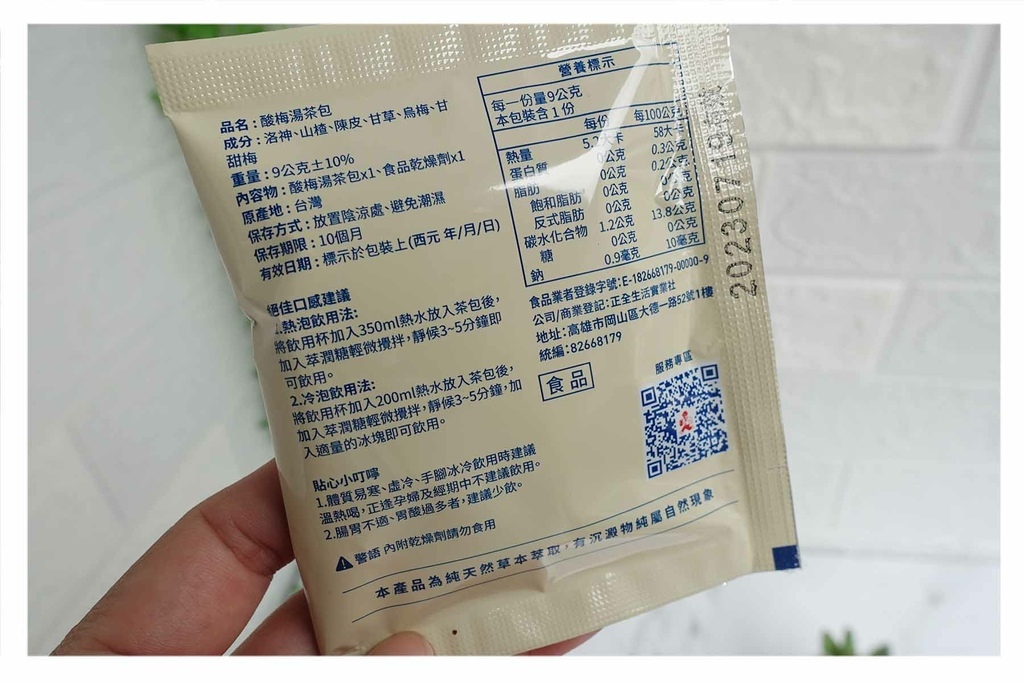 品名：酸梅湯茶包
成分：洛神、山楂、陳皮、甘草、烏梅、甘
甜梅
重量：9公克±10%
內容物：酸梅湯茶包x1、食品乾燥劑x1
原產地：台灣
保存方式：放置陰涼處、避免潮濕
保存期限：10個月
有效日期：標示於包裝上(西元 年/月/日)
絕佳口感建議
1.熱泡飲用法：
將飲用杯加入350ml熱水放入茶包後，
加入萃潤糖輕微攪拌，靜候3~5分鐘即
可飲用。
2.冷泡飲用法：
將飲用杯加入200ml熱水放入茶包後，
加入萃潤糖輕微攪拌，靜候3~5分鐘，加
入適量的冰塊即可飲用。
貼心小叮嚀
1.體質易寒、虛冷、手腳冰冷飲用時建議
溫熱喝，正逢孕婦及經期中不建議飲用。
2.腸胃不適、胃酸過多者，建議少飲。
警語 內附乾燥劑請勿食用
本產品為純天然草本萃取，有沉澱物純屬自然現象
營養標示
每一份量9公克
本包裝含1份
每份 每100公克
熱量 58大卡
蛋白質 0公克 0.3公克
脂肪 0公克 0.2公克
飽和脂肪 0公克 0公克
反式脂肪 0公克 0公克
碳水化合物 1.2公克 13.8公克
糖 0公克 0公克
鈉 0.9毫克 10毫克
食品業者登錄字號：E-182668179-00000-9
公司/商業登記：正全生活實業社
地址：高雄市岡山區大德一路52號1樓
統編：82668179
食品
服務專區
20230719